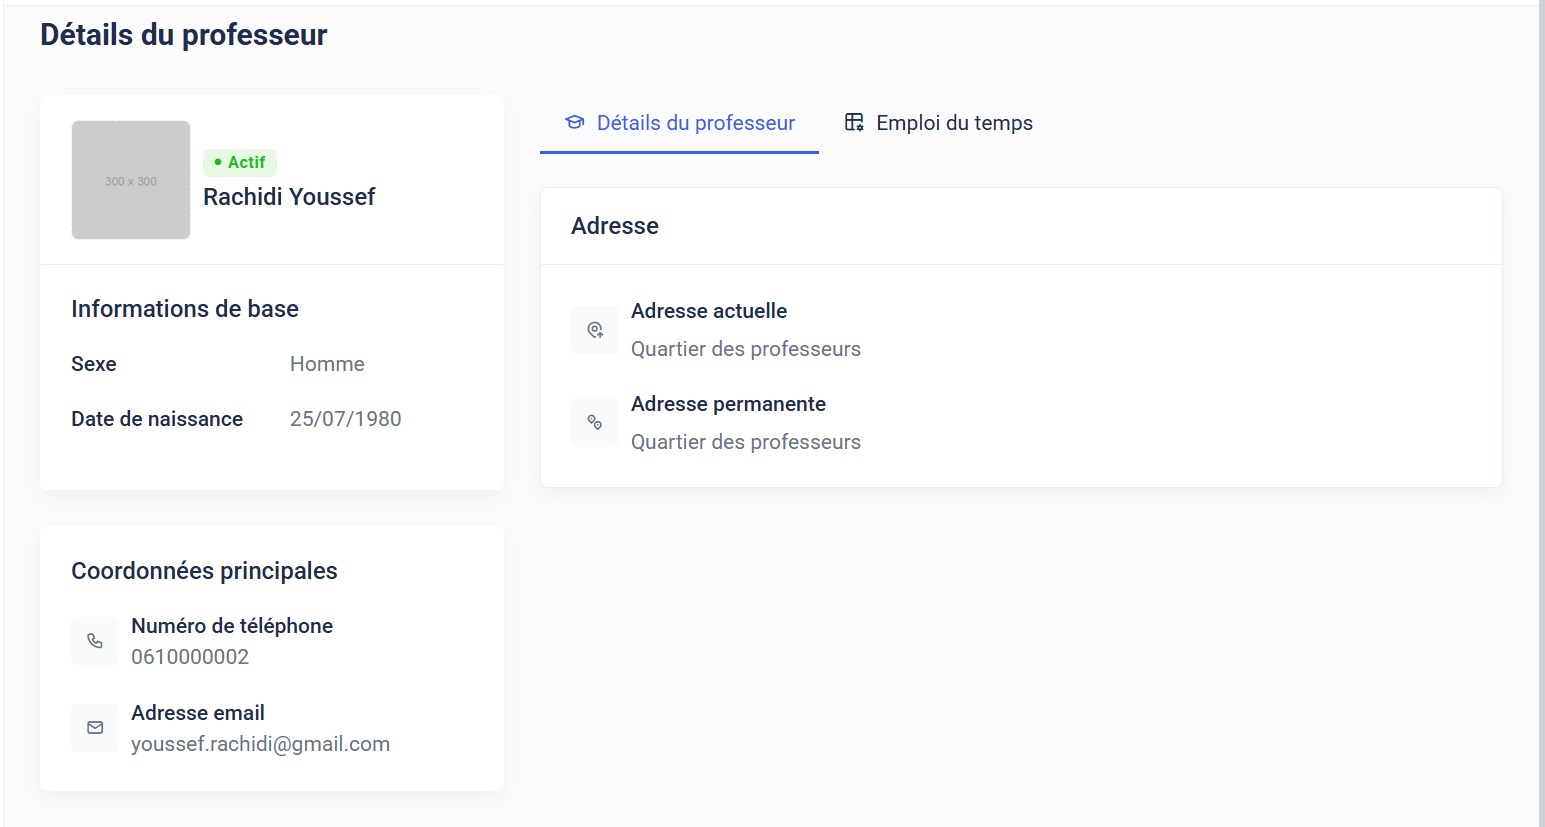 Détails du professeur
300 x 300
• Actif
Rachidi Youssef
Informations de base
Sexe Homme
Date de naissance 25/07/1980
Coordonnées principales
Numéro de téléphone
0610000002
Adresse email
youssef.rachidi@gmail.com
Détails du professeur Emploi du temps
Adresse
Adresse actuelle
Quartier des professeurs
Adresse permanente
Quartier des professeurs